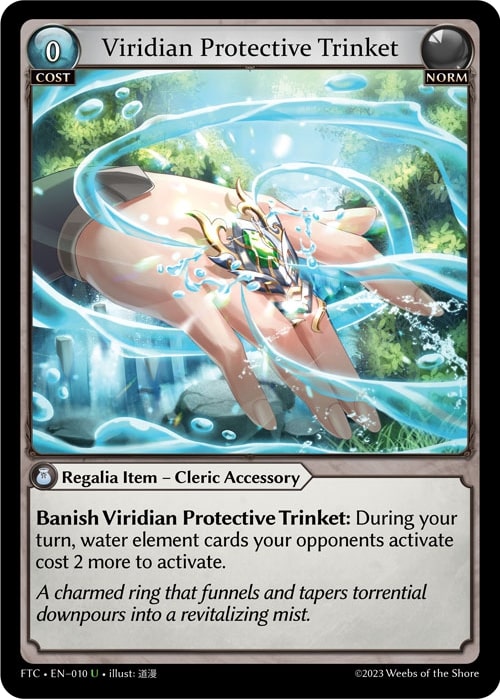 0 Viridian Protective Trinket
COST NORM
Regalia Item – Cleric Accessory
Banish Viridian Protective Trinket: During your
turn, water element cards your opponents activate
cost 2 more to activate.
A charmed ring that funnels and tapers torrential
downpours into a revitalizing mist.
FTC • EN–010 U • illust: 道漫 ©2023 Weebs of the Shore